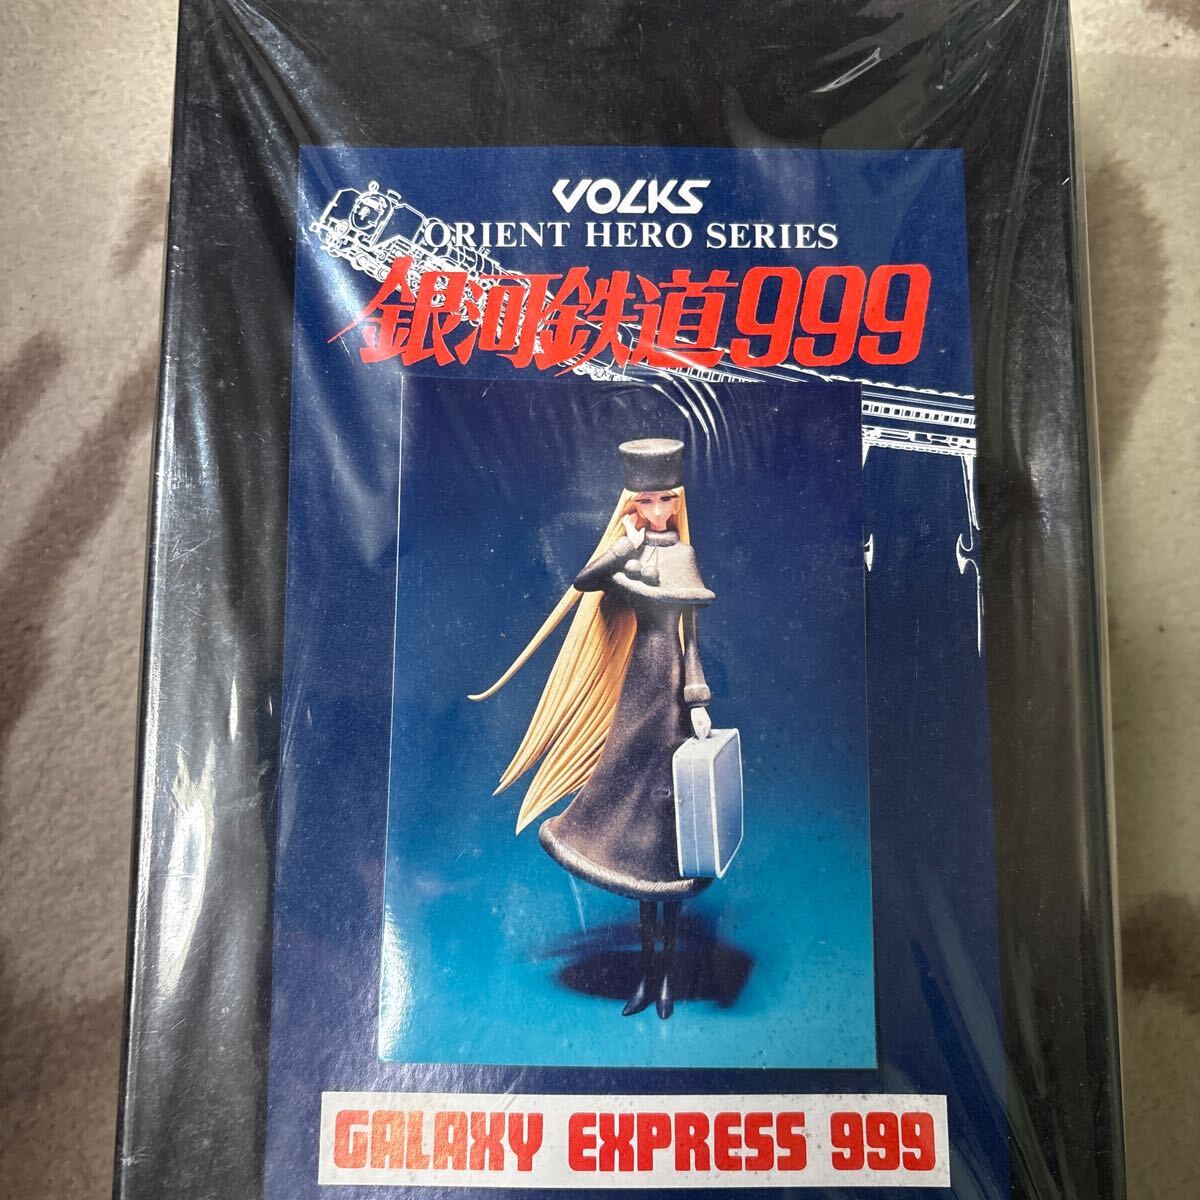 VOLKS
ORIENT HERO SERIES
銀河鉄道999
GALAXY EXPRESS 999